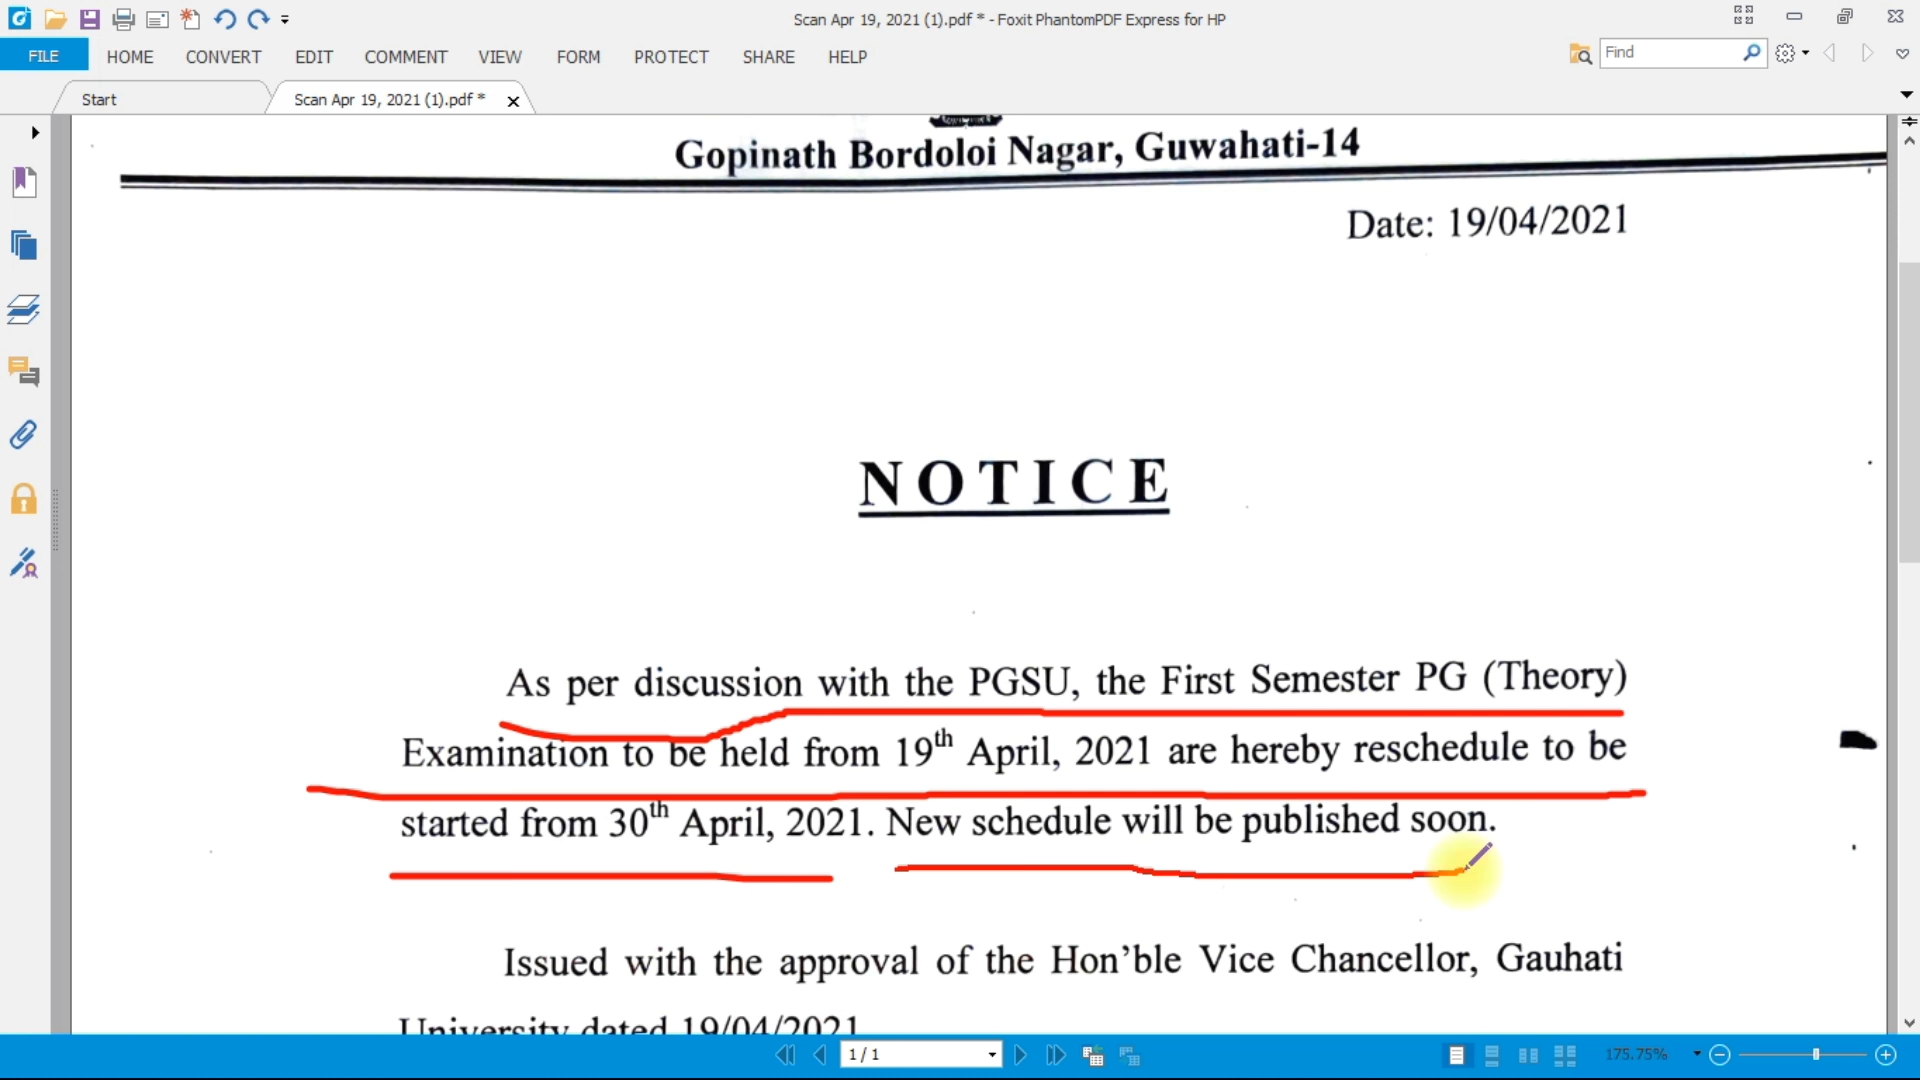 Scan Apr 19, 2021 (1).pdf * - Foxit PhantomPDF Express for HP
FILE HOME CONVERT EDIT COMMENT VIEW FORM PROTECT SHARE HELP Find
Start Scan Apr 19, 2021 (1).pdf *
Gopinath Bordoloi Nagar, Guwahati-14
Date: 19/04/2021
NOTICE
As per discussion with the PGSU, the First Semester PG (Theory)
Examination to be held from 19th April, 2021 are hereby reschedule to be
started from 30th April, 2021. New schedule will be published soon.
Issued with the approval of the Hon’ble Vice Chancellor, Gauhati
University dated 19/04/2021
1 / 1 175.75%